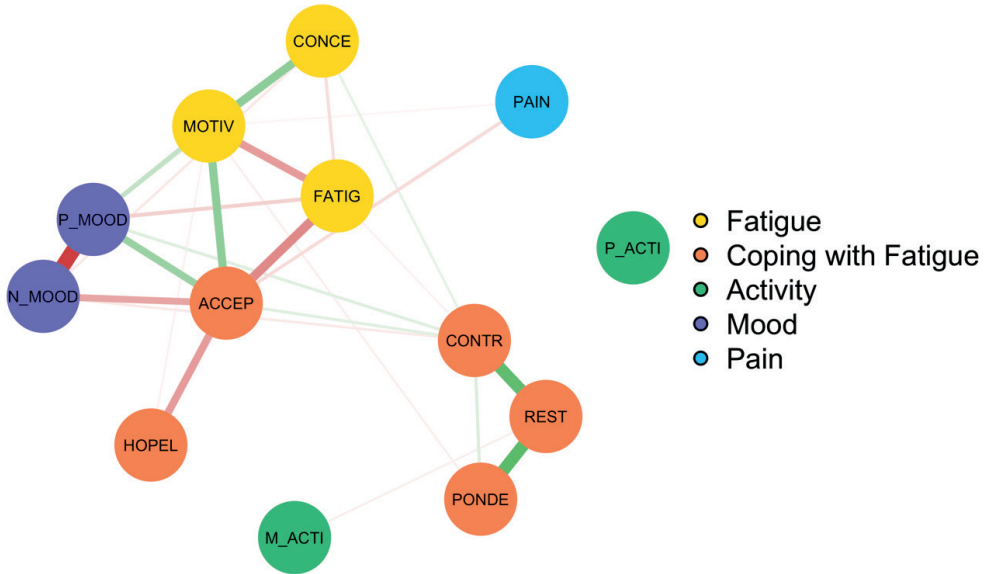 CONCE
PAIN
MOTIV
FATIG
P_MOOD
P_ACTI
N_MOOD
ACCEP
CONTR
REST
HOPEL
PONDE
M_ACTI
Fatigue
Coping with Fatigue
Activity
Mood
Pain